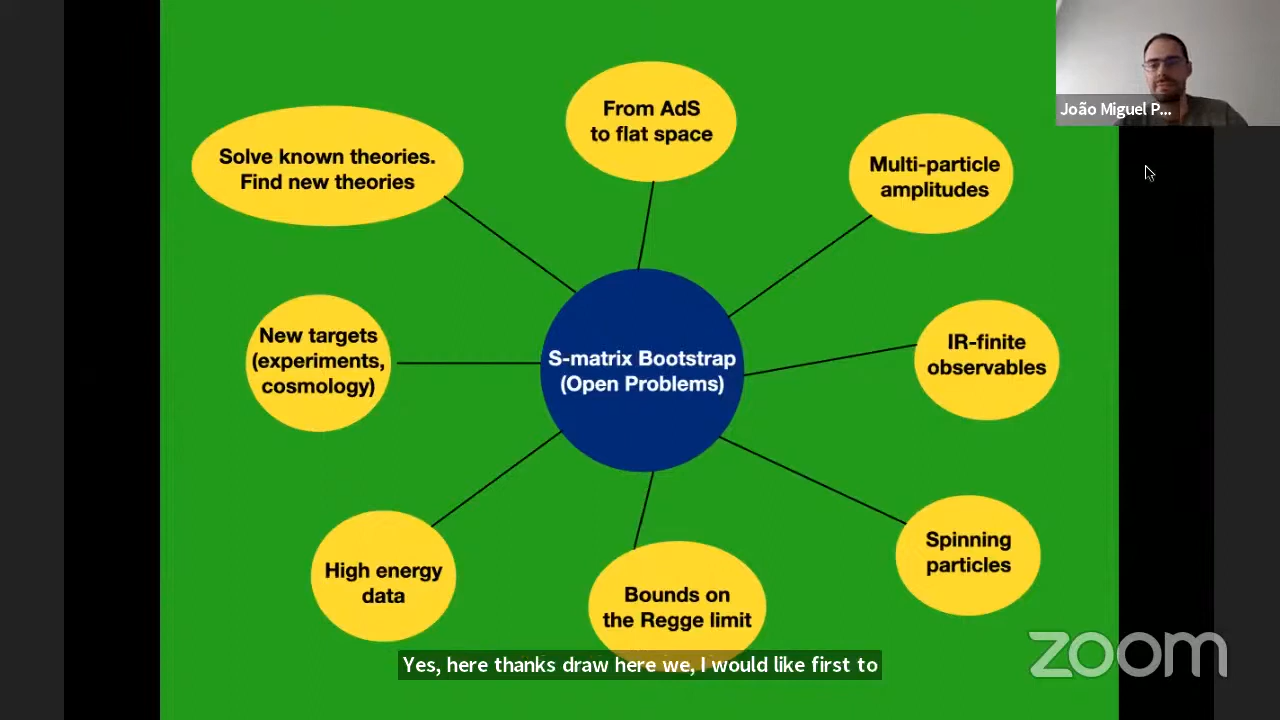 João Miguel P...
From AdS
to flat space
Solve known theories.
Find new theories
Multi-particle
amplitudes
New targets
(experiments,
cosmology)
S-matrix Bootstrap
(Open Problems)
IR-finite
observables
High energy
data
Bounds on
the Regge limit
Spinning
particles
zoom
Yes, here thanks draw here we, I would like first to